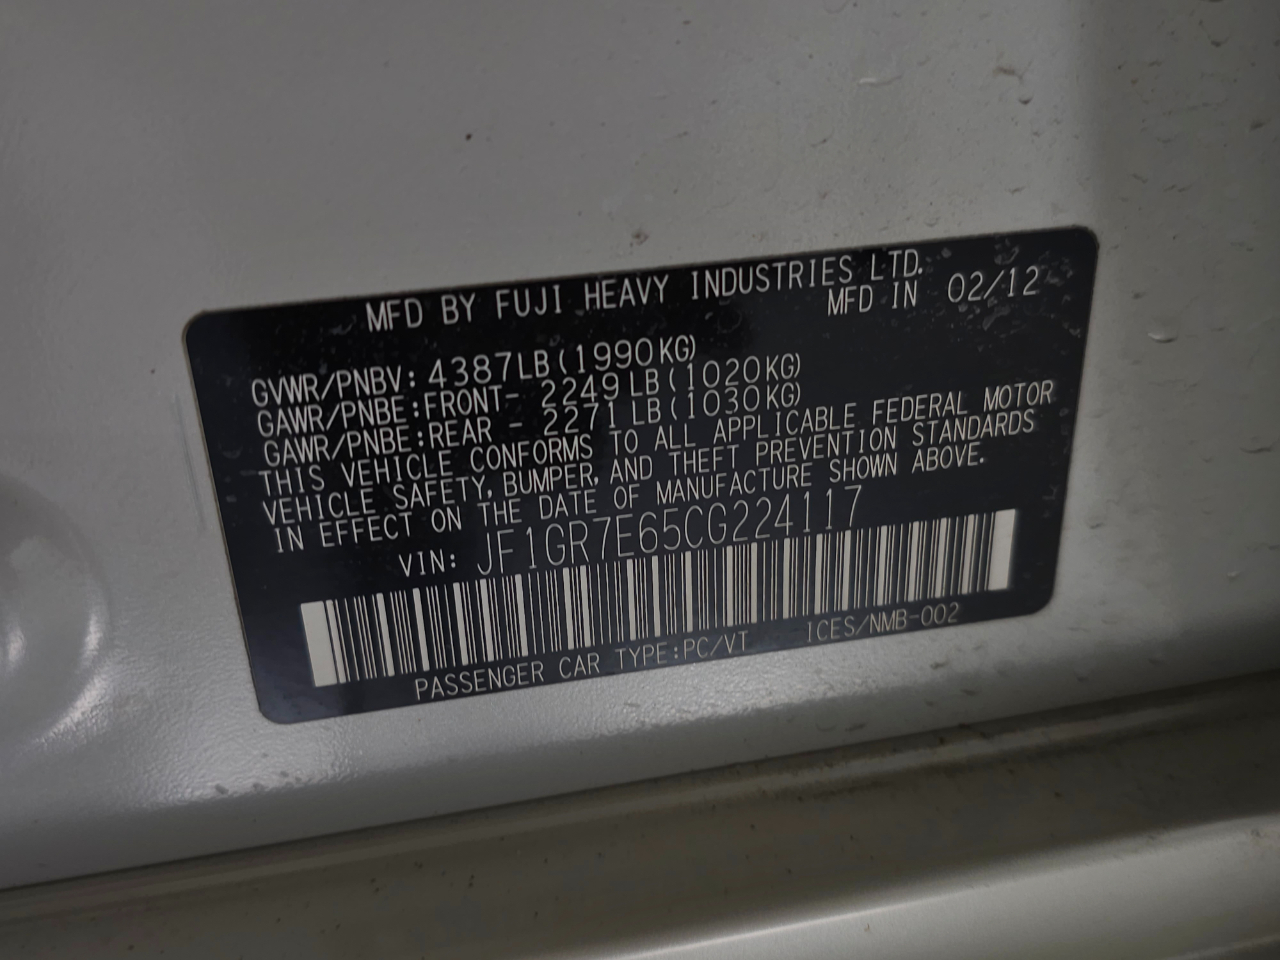 MFD BY FUJI HEAVY INDUSTRIES LTD.
MFD IN 02/12
GVWR/PNBV: 4387LB(1990KG)
GAWR/PNBE:FRONT- 2249LB(1020KG)
GAWR/PNBE:REAR - 2271LB(1030KG)
THIS VEHICLE CONFORMS TO ALL APPLICABLE FEDERAL MOTOR
VEHICLE SAFETY, BUMPER, AND THEFT PREVENTION STANDARDS
IN EFFECT ON THE DATE OF MANUFACTURE SHOWN ABOVE.
VIN: JF1GR7E65CG224117
PASSENGER CAR TYPE:PC/VT ICES/NMB-002